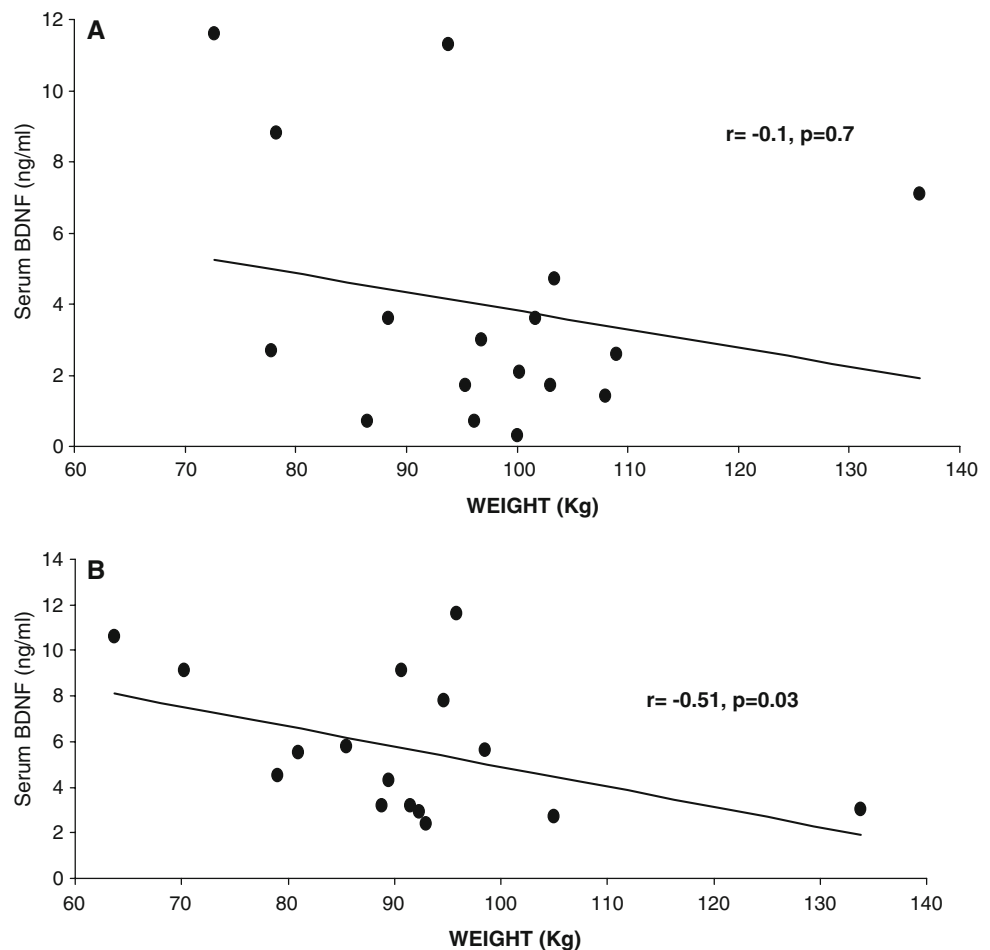 A
12
10
8
6
4
2
0
Serum BDNF (ng/ml)
r= -0.1, p=0.7
60 70 80 90 100 110 120 130 140
WEIGHT (Kg)
B
14
12
10
8
6
4
2
0
Serum BDNF (ng/ml)
r= -0.51, p=0.03
60 70 80 90 100 110 120 130 140
WEIGHT (Kg)